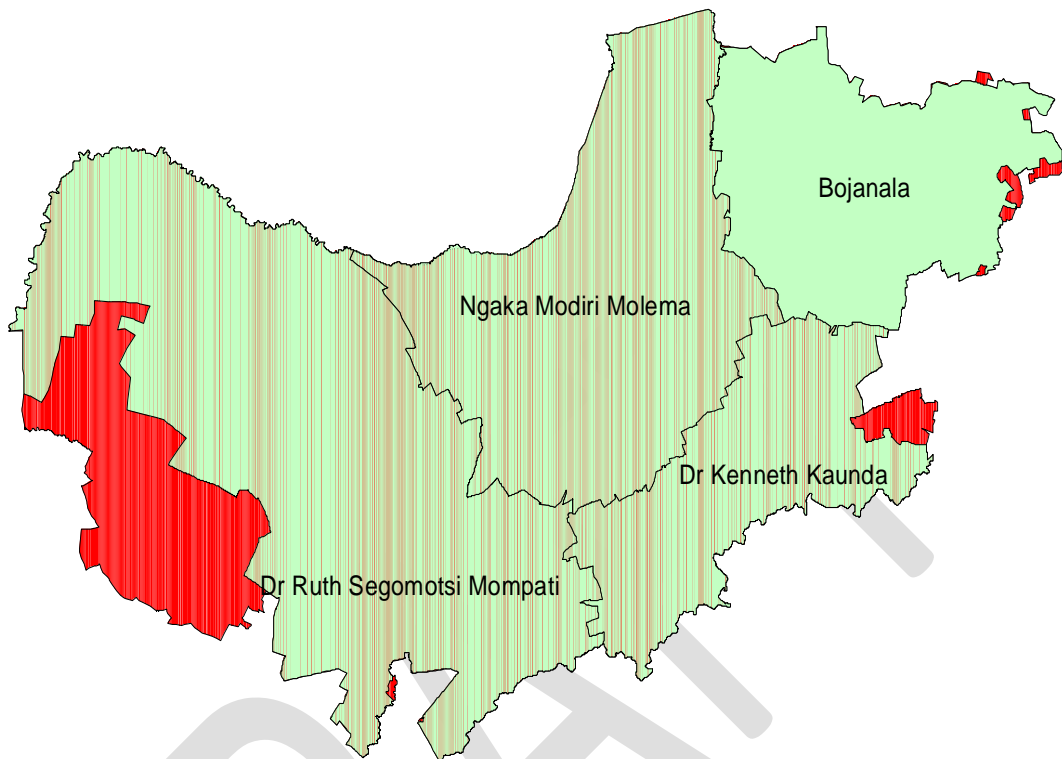 Bojanala
Ngaka Modiri Molema
Dr Kenneth Kaunda
Dr Ruth Segomotsi Mompati